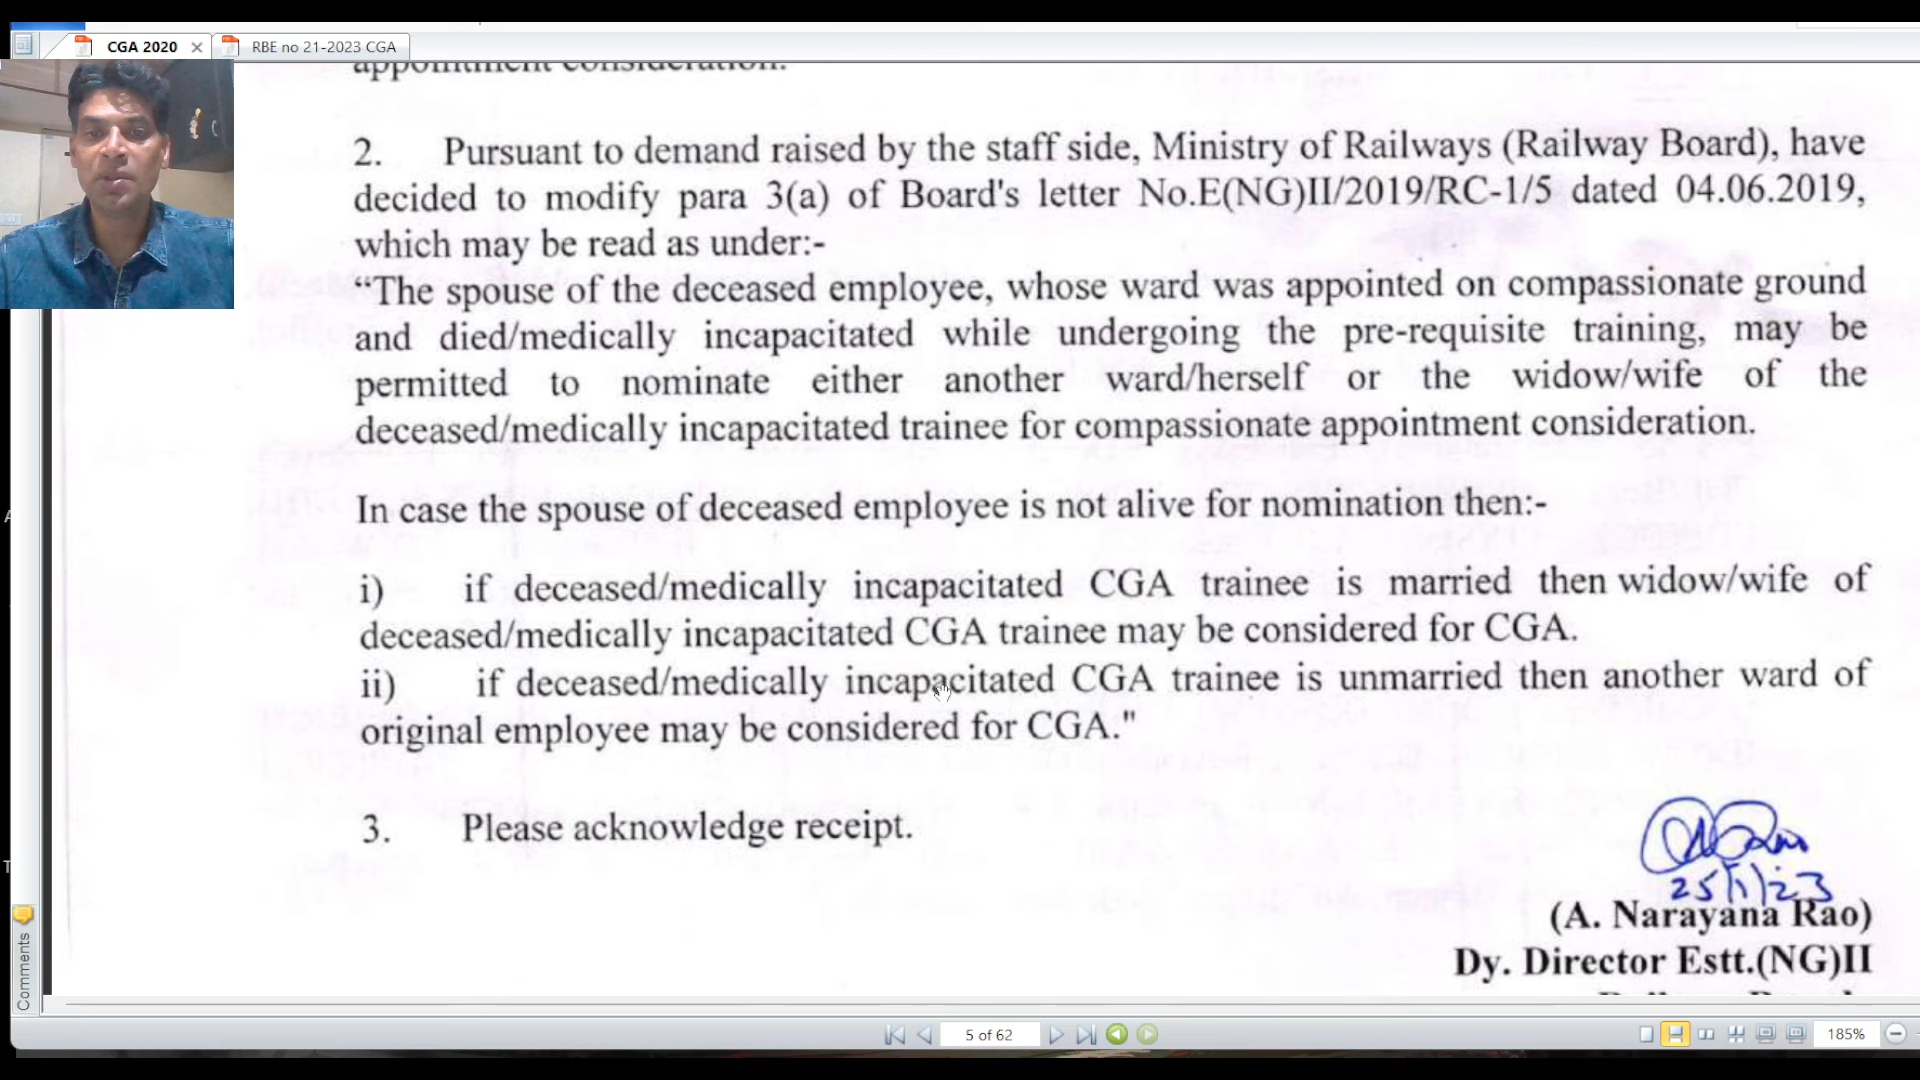 CGA 2020
RBE no 21-2023 CGA
appointment consideration.
2. Pursuant to demand raised by the staff side, Ministry of Railways (Railway Board), have
decided to modify para 3(a) of Board's letter No.E(NG)II/2019/RC-1/5 dated 04.06.2019,
which may be read as under:-
“The spouse of the deceased employee, whose ward was appointed on compassionate ground
and died/medically incapacitated while undergoing the pre-requisite training, may be
permitted to nominate either another ward/herself or the widow/wife of the
deceased/medically incapacitated trainee for compassionate appointment consideration.
In case the spouse of deceased employee is not alive for nomination then:-
i) if deceased/medically incapacitated CGA trainee is married then widow/wife of
deceased/medically incapacitated CGA trainee may be considered for CGA.
ii) if deceased/medically incapacitated CGA trainee is unmarried then another ward of
original employee may be considered for CGA."
3. Please acknowledge receipt.
25/1/23
(A. Narayana Rao)
Dy. Director Estt.(NG)II
Comments
5 of 62
185%